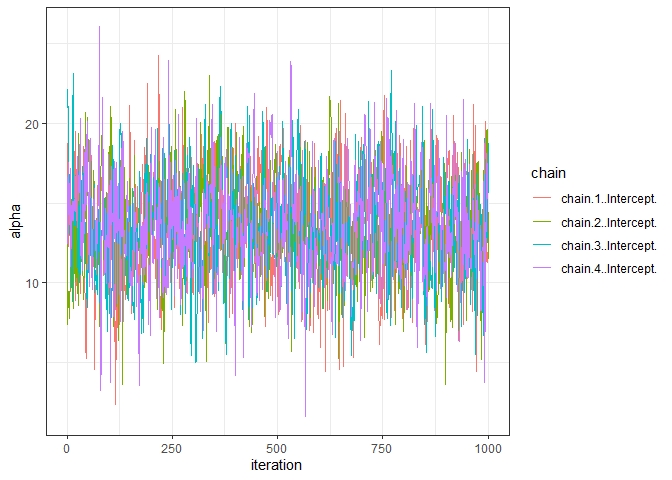 alpha
20
10
0
250
500
750
1000
iteration
chain
chain.1..Intercept.
chain.2..Intercept.
chain.3..Intercept.
chain.4..Intercept.